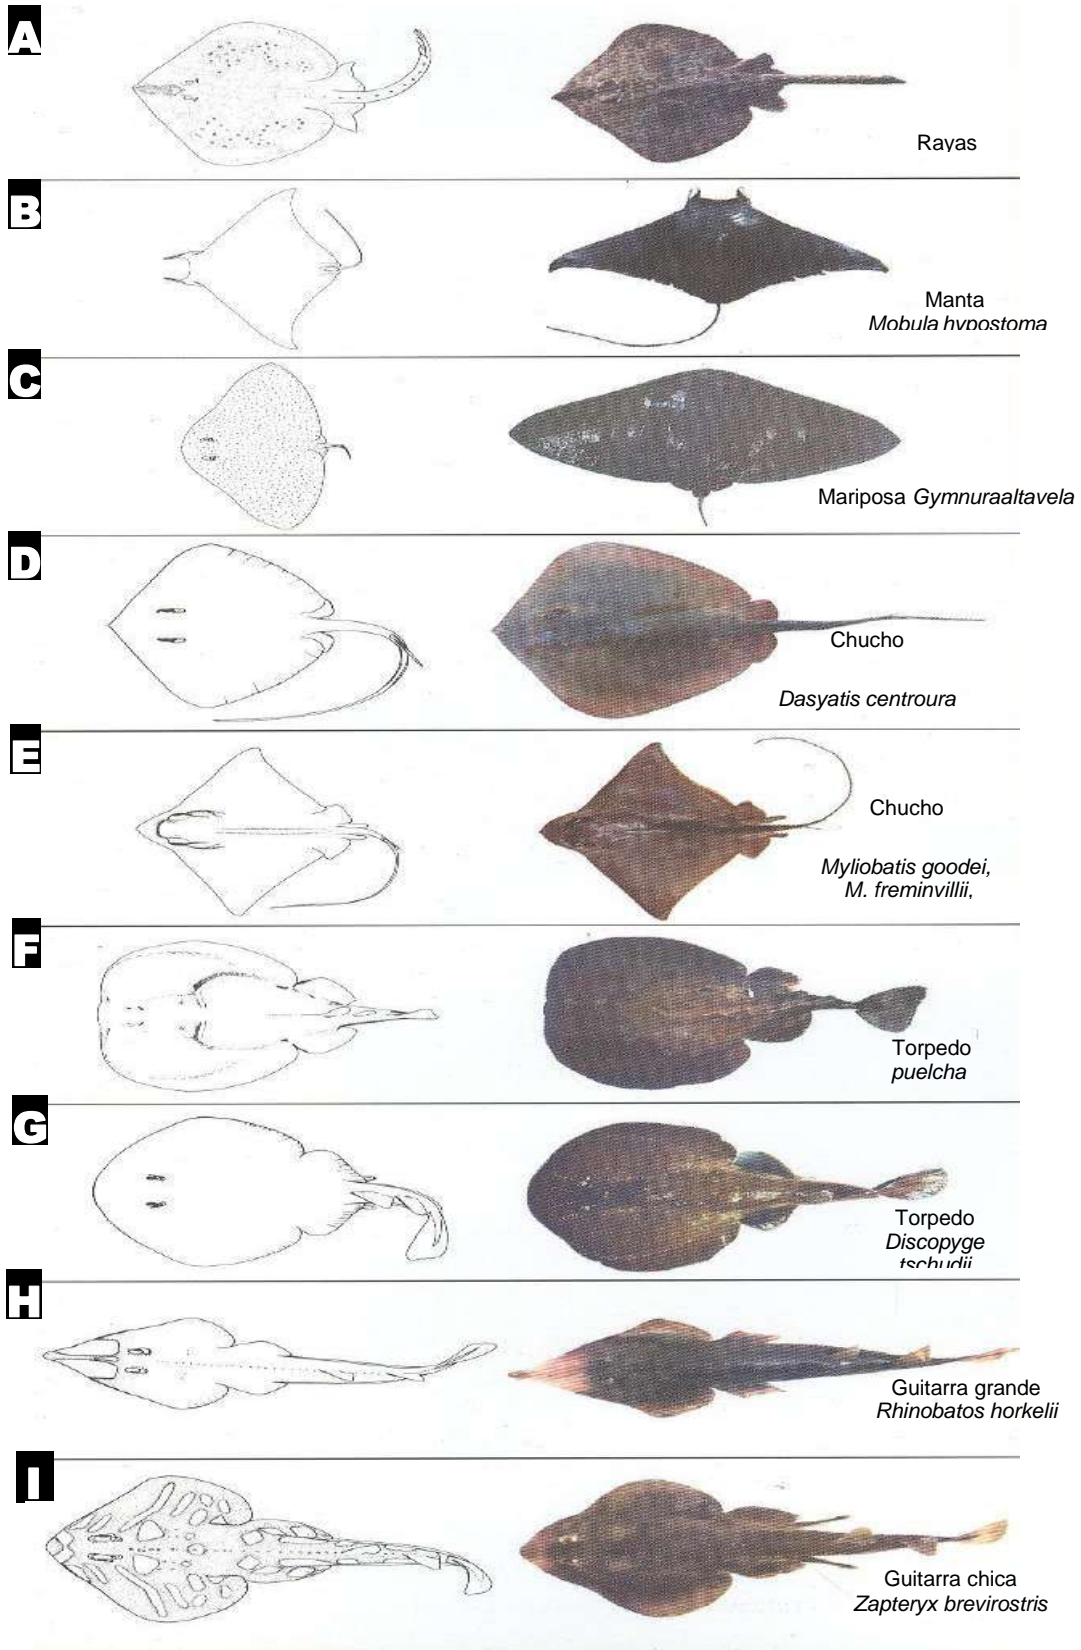 A
Rayas
B
Manta
Mobula hypostoma
C
Mariposa Gymnuraaltavela
D
Chucho
Dasyatis centroura
E
Chucho
Myliobatis goodei,
M. freminvillii,
F
Torpedo
puelcha
G
Torpedo
Discopyge
tschudii
H
Guitarra grande
Rhinobatos horkelii
I
Guitarra chica
Zapteryx brevirostris